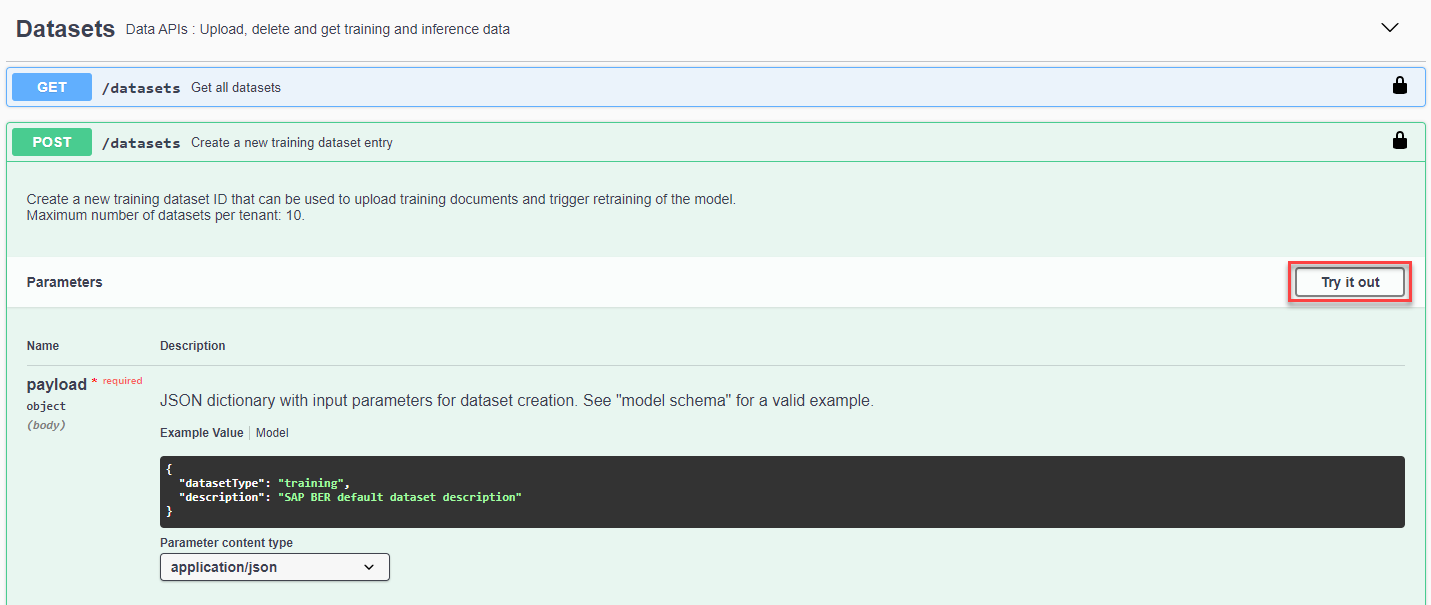 Datasets Data APIs : Upload, delete and get training and inference data
GET /datasets Get all datasets
POST /datasets Create a new training dataset entry
Create a new training dataset ID that can be used to upload training documents and trigger retraining of the model.
Maximum number of datasets per tenant: 10.
Parameters Try it out
Name Description
payload * required
object
(body)
JSON dictionary with input parameters for dataset creation. See "model schema" for a valid example.
Example Value Model
{
"datasetType": "training",
"description": "SAP BER default dataset description"
}
Parameter content type
application/json